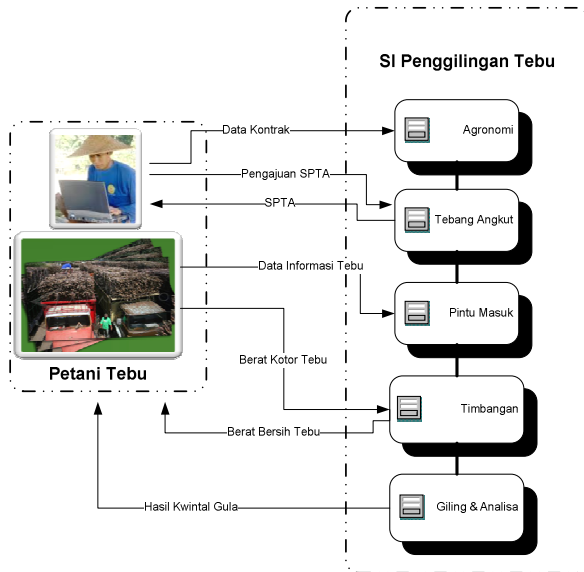 SI Penggilingan Tebu
Data Kontrak
Agronomi
Pengajuan SPTA
SPTA
Tebang Angkut
Data Informasi Tebu
Pintu Masuk
Berat Kotor Tebu
Petani Tebu
Timbangan
Berat Bersih Tebu
Hasil Kwintal Gula
Giling & Analisa